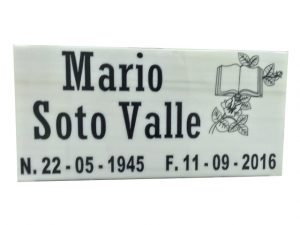 Mario
Soto Valle
N. 22 - 05 - 1945 F. 11 - 09 - 2016